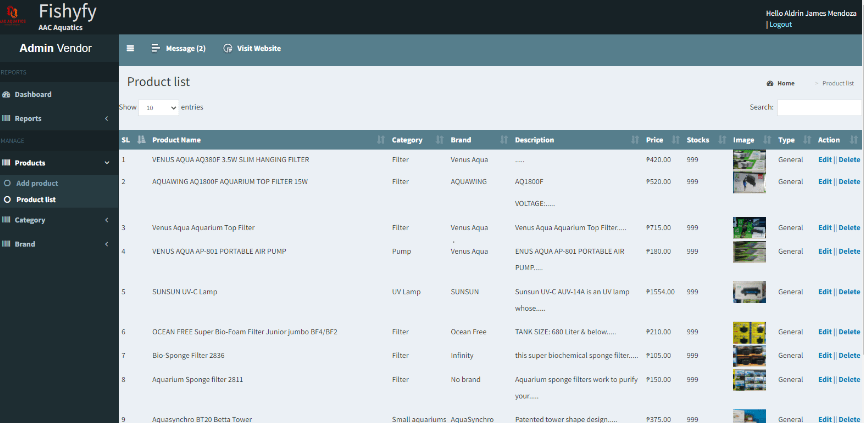 Fishyfy
AAC Aquatics
Hello Aldrin James Mendoza
| Logout
Admin Vendor
Message (2)
Visit Website
REPORTS
Dashboard
Reports
MANAGE
Products
Add product
Product list
Category
Brand
Product list
Home
Product list
Show 10 entries
Search:
SL Product Name Category Brand Description Price Stocks Image Type Action
1 VENUS AQUA AQ380F 3.5W SLIM HANGING FILTER Filter Venus Aqua ..... ₱420.00 999 General Edit || Delete
2 AQUAWING AQ1800F AQUARIUM TOP FILTER 15W Filter AQUAWING AQ1800F ₱520.00 999 General Edit || Delete
VOLTAGE:.....
3 Venus Aqua Aquarium Top Filter Filter Venus Aqua Venus Aqua Aquarium Top Filter..... ₱715.00 999 General Edit || Delete
4 VENUS AQUA AP-801 PORTABLE AIR PUMP Pump Venus Aqua ENUS AQUA AP-801 PORTABLE AIR ₱180.00 999 General Edit || Delete
PUMP.....
5 SUNSUN UV-C Lamp UV Lamp SUNSUN Sunsun UV-C AUV-14A is an UV lamp ₱1554.00 999 General Edit || Delete
whose.....
6 OCEAN FREE Super Bio-Foam Filter Junior jumbo BF4/BF2 Filter Ocean Free TANK SIZE: 680 Liter & below..... ₱210.00 999 General Edit || Delete
7 Bio-Sponge Filter 2836 Filter Infinity this super biochemical sponge filter..... ₱105.00 999 General Edit || Delete
8 Aquarium Sponge filter 2811 Filter No brand Aquarium sponge filters work to purify ₱150.00 999 General Edit || Delete
your.....
9 Aquasynchro BT20 Betta Tower Small aquariums AquaSynchro Patented tower shape design..... ₱375.00 999 General Edit || Delete